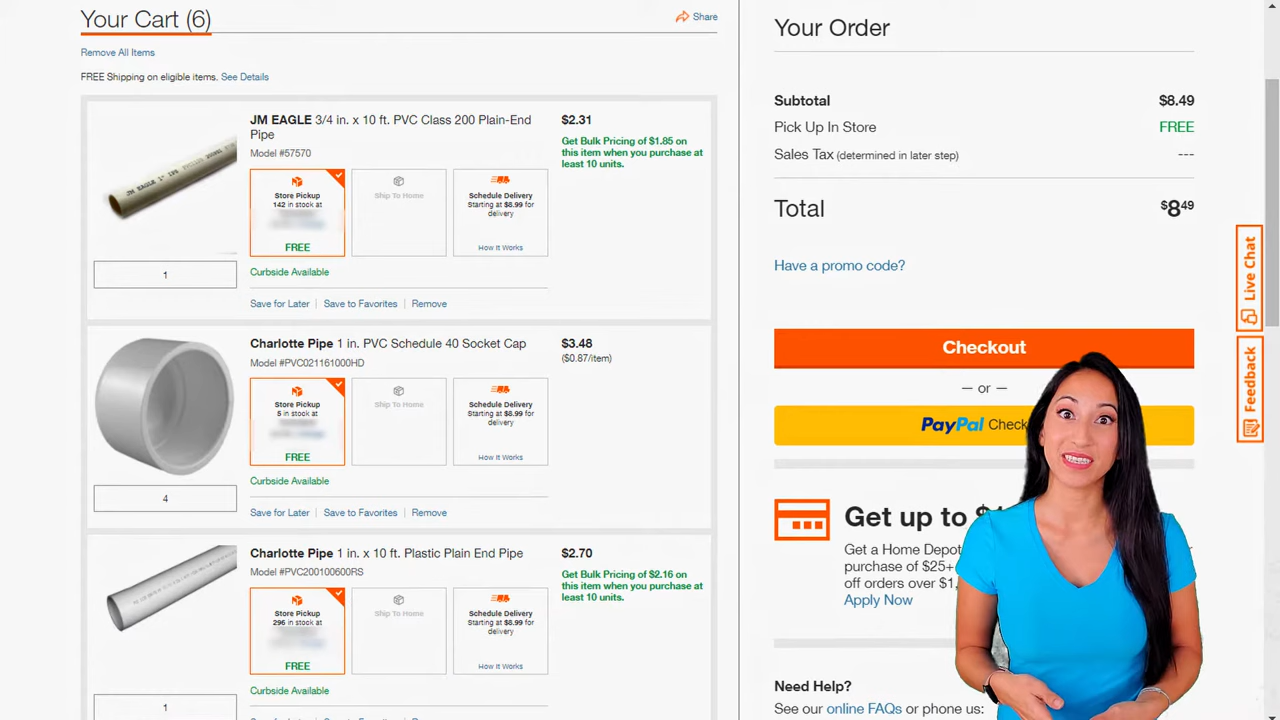 Your Cart (6)
Share
Remove All Items
FREE Shipping on eligible items. See Details
JM EAGLE 3/4 in. x 10 ft. PVC Class 200 Plain-End
Pipe
Model #57570
$2.31
Get Bulk Pricing of $1.85 on
this item when you purchase at
least 10 units.
JM EAGLE 1"
Store Pickup
142 in stock at
FREE
Ship To Home
Schedule Delivery
Starting at $8.99 for
delivery
How It Works
1
Curbside Available
Save for Later | Save to Favorites | Remove
Charlotte Pipe 1 in. PVC Schedule 40 Socket Cap
Model #PVC021161000HD
$3.48
($0.87/item)
Store Pickup
5 in stock at
FREE
Ship To Home
Schedule Delivery
Starting at $8.99 for
delivery
How It Works
4
Curbside Available
Save for Later | Save to Favorites | Remove
Charlotte Pipe 1 in. x 10 ft. Plastic Plain End Pipe
Model #PVC200100600RS
$2.70
Get Bulk Pricing of $2.16 on
this item when you purchase at
least 10 units.
Store Pickup
296 in stock at
FREE
Ship To Home
Schedule Delivery
Starting at $8.99 for
delivery
How It Works
1
Curbside Available
Your Order
Subtotal $8.49
Pick Up In Store FREE
Sales Tax (determined in later step) ---
Total $849
Have a promo code?
Checkout
— or —
PayPal Check
Get up to
Get a Home Depot
purchase of $25+
off orders over $1,
Apply Now
Need Help?
See our online FAQs or phone us:
Live Chat
Feedback